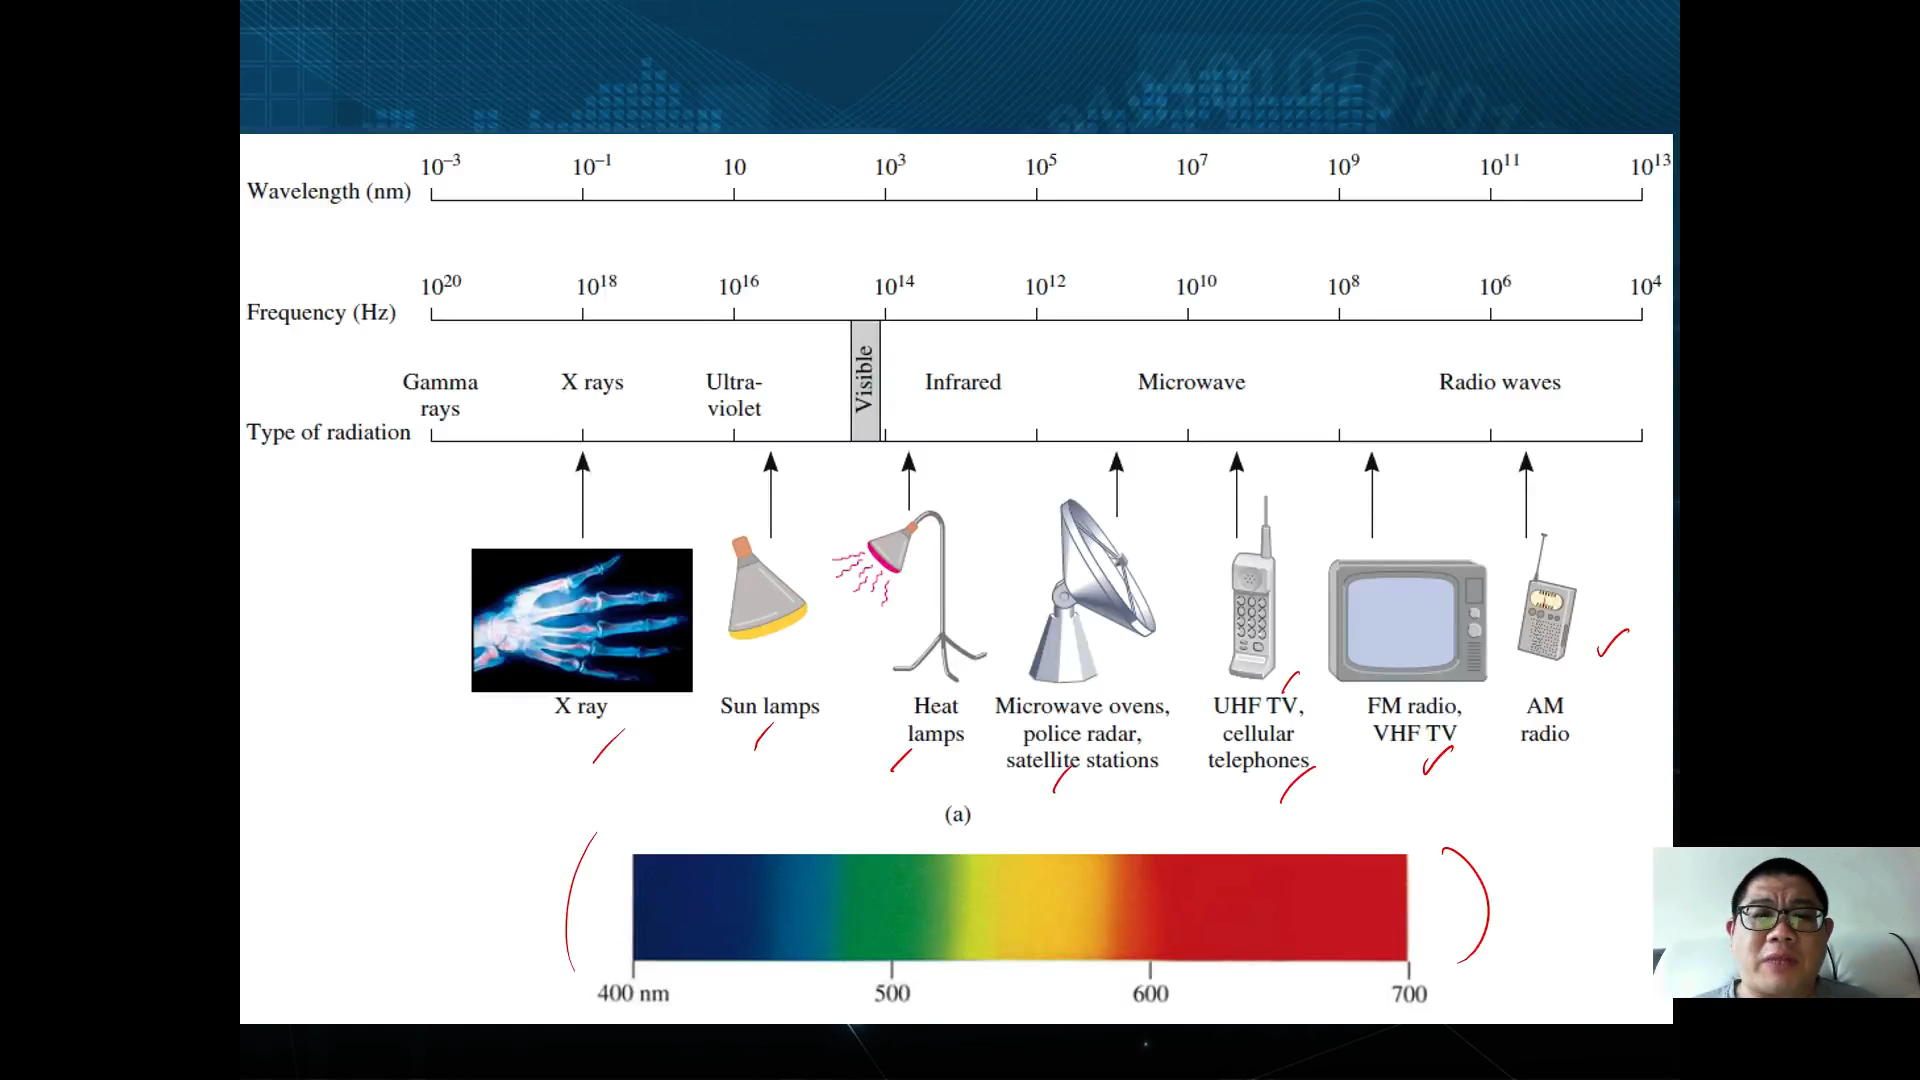 10⁻³ 10⁻¹ 10 10³ 10⁵ 10⁷ 10⁹ 10¹¹ 10¹³
Wavelength (nm)
10²⁰ 10¹⁸ 10¹⁶ 10¹⁴ 10¹² 10¹⁰ 10⁸ 10⁶ 10⁴
Frequency (Hz)
Gamma
rays
X rays
Ultra-
violet
Visible
Infrared
Microwave
Radio waves
Type of radiation
X ray
Sun lamps
Heat
lamps
Microwave ovens,
police radar,
satellite stations
UHF TV,
cellular
telephones
FM radio,
VHF TV
AM
radio
(a)
400 nm 500 600 700